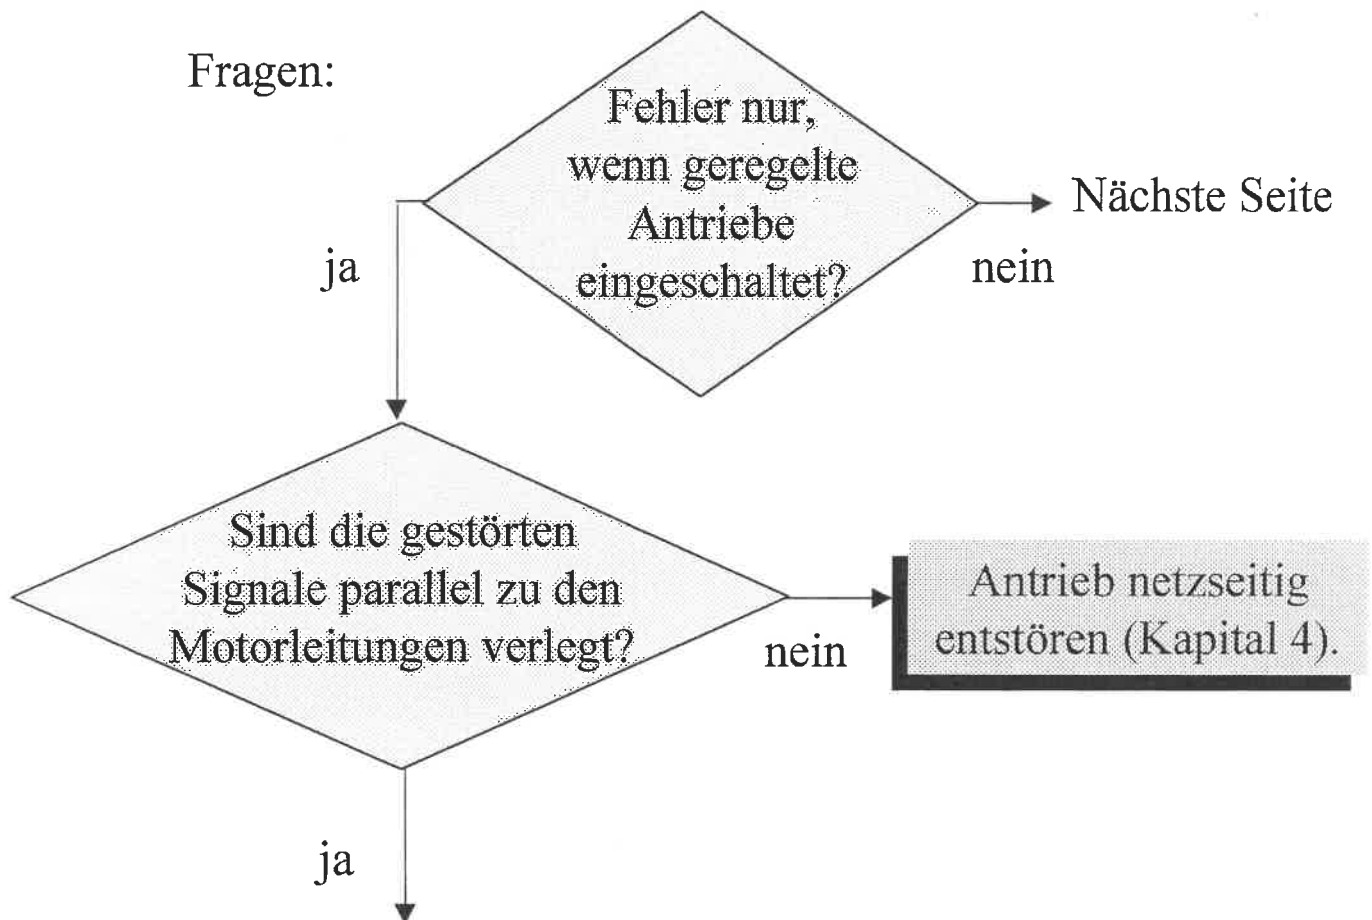 Fragen:
Fehler nur,
wenn geregelte
Antriebe
eingeschaltet?
Nächste Seite
ja
nein
Sind die gestörten
Signale parallel zu den
Motorleitungen verlegt?
nein
Antrieb netzseitig
entstören (Kapital 4).
ja